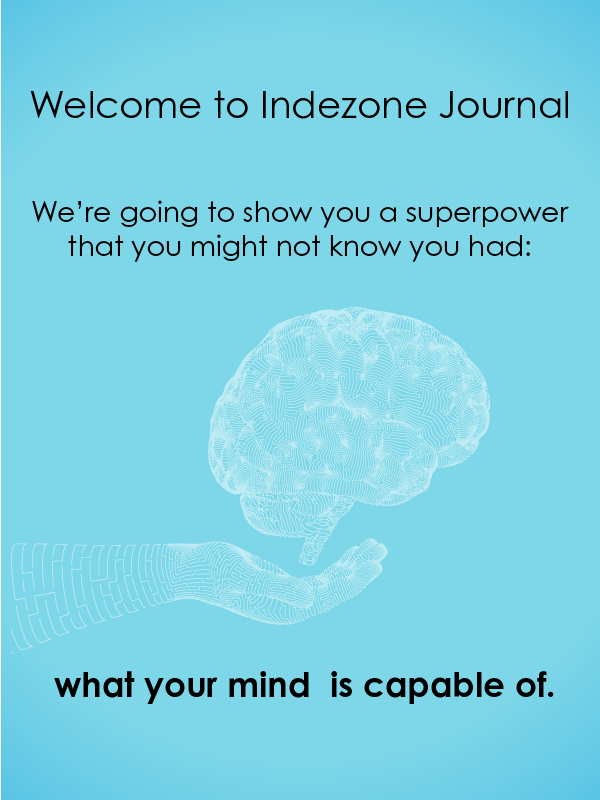 Welcome to Indezone Journal
We’re going to show you a superpower
that you might not know you had:
what your mind  is capable of.